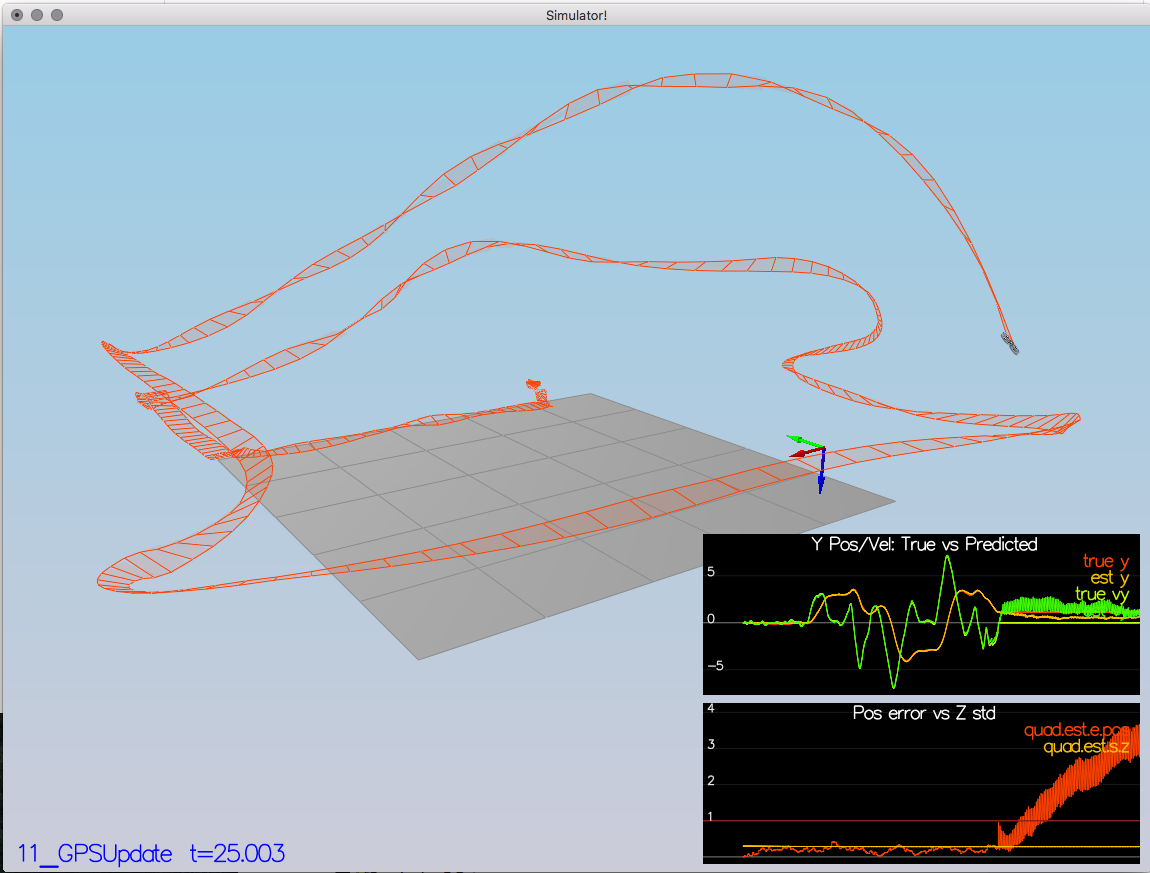 Simulator!
Y Pos/Vel: True vs Predicted
true y
5
est y
true vy
0
-5
Pos error vs Z std
4
quad.est.e.pos
3
quad.est.s.z
2
1
11_GPSUpdate t=25.003